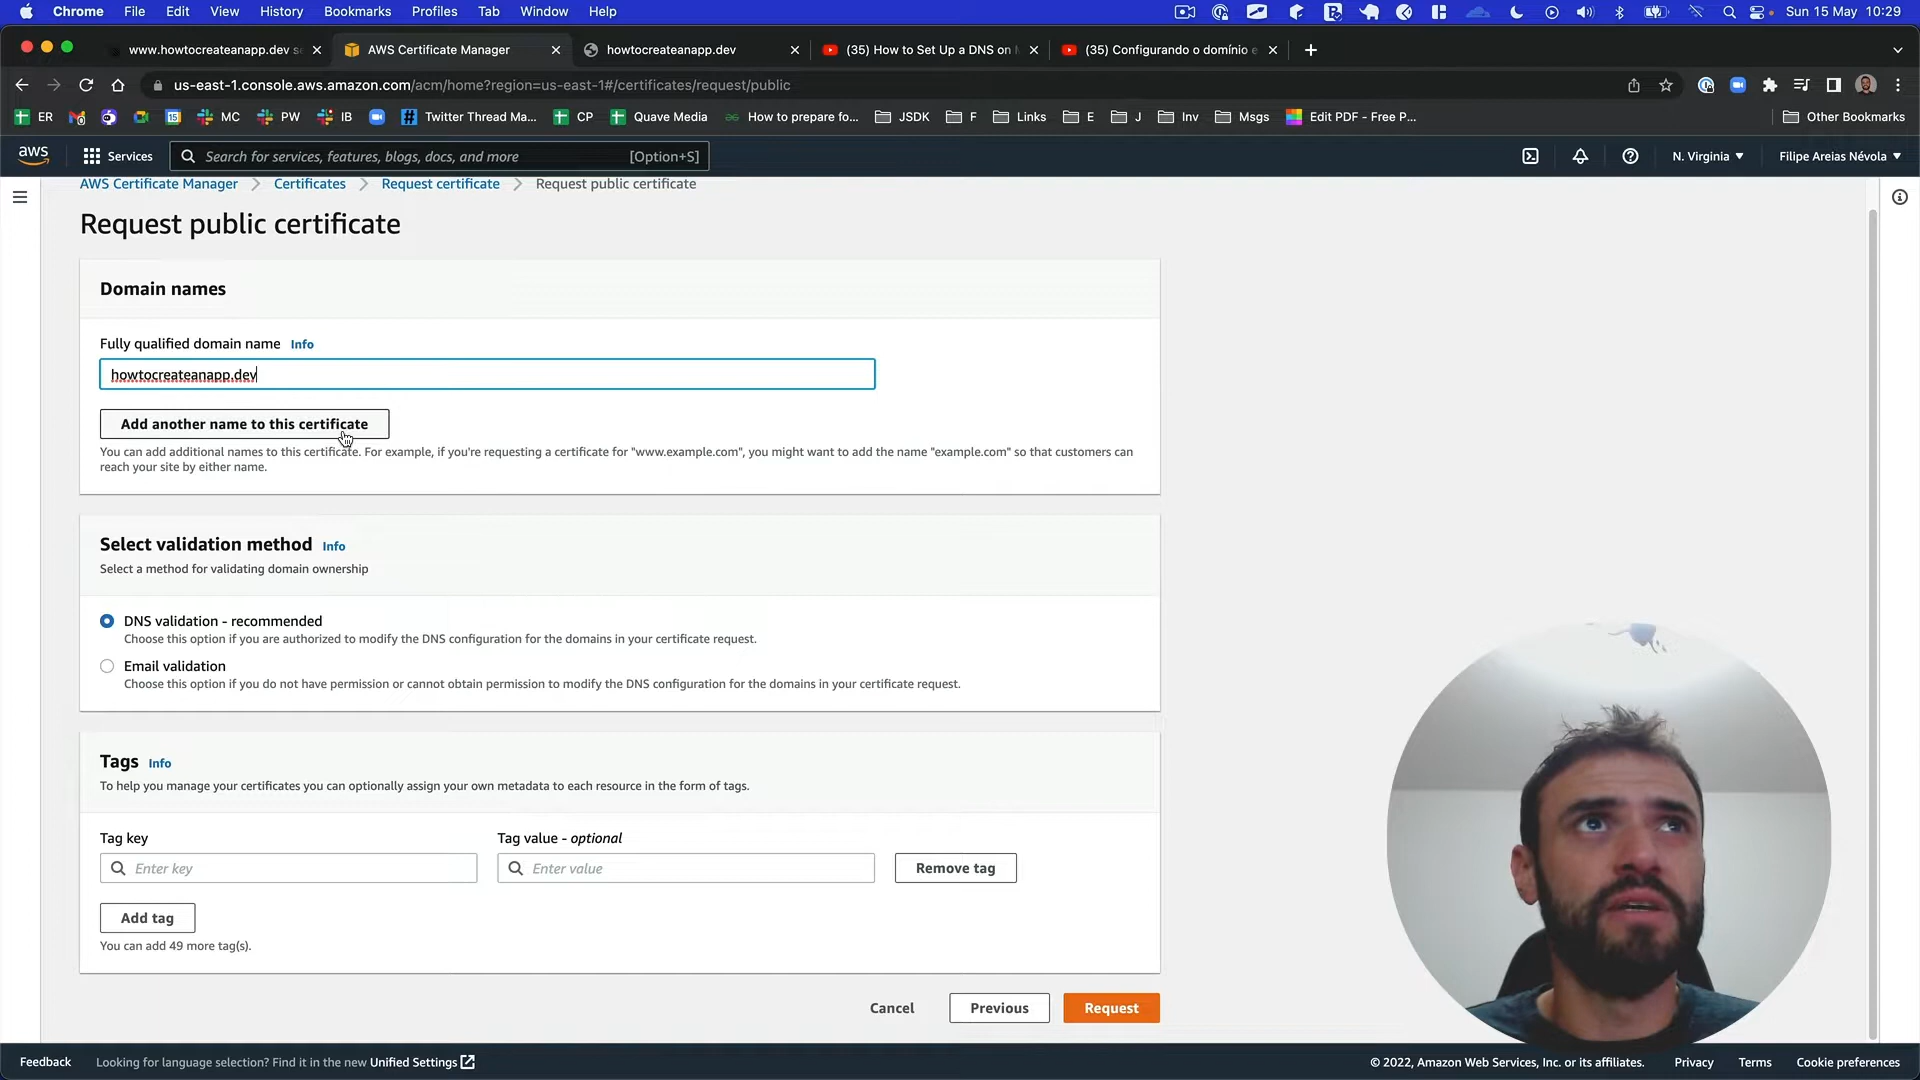 Chrome File Edit View History Bookmarks Profiles Tab Window Help Sun 15 May 10:29
www.howtocreateanapp.dev se AWS Certificate Manager howtocreateanapp.dev (35) How to Set Up a DNS on (35) Configurando o domínio e
us-east-1.console.aws.amazon.com/acm/home?region=us-east-1#/certificates/request/public
ER 15 MC PW IB Twitter Thread Ma... CP Quave Media How to prepare fo... JSDK F Links E J Inv Msgs Edit PDF - Free P... Other Bookmarks
aws Services Search for services, features, blogs, docs, and more [Option+S] N. Virginia Filipe Areias Névola
AWS Certificate Manager Certificates Request certificate Request public certificate
Request public certificate
Domain names
Fully qualified domain name Info
howtocreateanapp.dev
Add another name to this certificate
You can add additional names to this certificate. For example, if you're requesting a certificate for "www.example.com", you might want to add the name "example.com" so that customers can
reach your site by either name.
Select validation method Info
Select a method for validating domain ownership
DNS validation - recommended
Choose this option if you are authorized to modify the DNS configuration for the domains in your certificate request.
Email validation
Choose this option if you do not have permission or cannot obtain permission to modify the DNS configuration for the domains in your certificate request.
Tags Info
To help you manage your certificates you can optionally assign your own metadata to each resource in the form of tags.
Tag key Tag value - optional
Enter key Enter value Remove tag
Add tag
You can add 49 more tag(s).
Cancel Previous Request
Feedback Looking for language selection? Find it in the new Unified Settings © 2022, Amazon Web Services, Inc. or its affiliates. Privacy Terms Cookie preferences